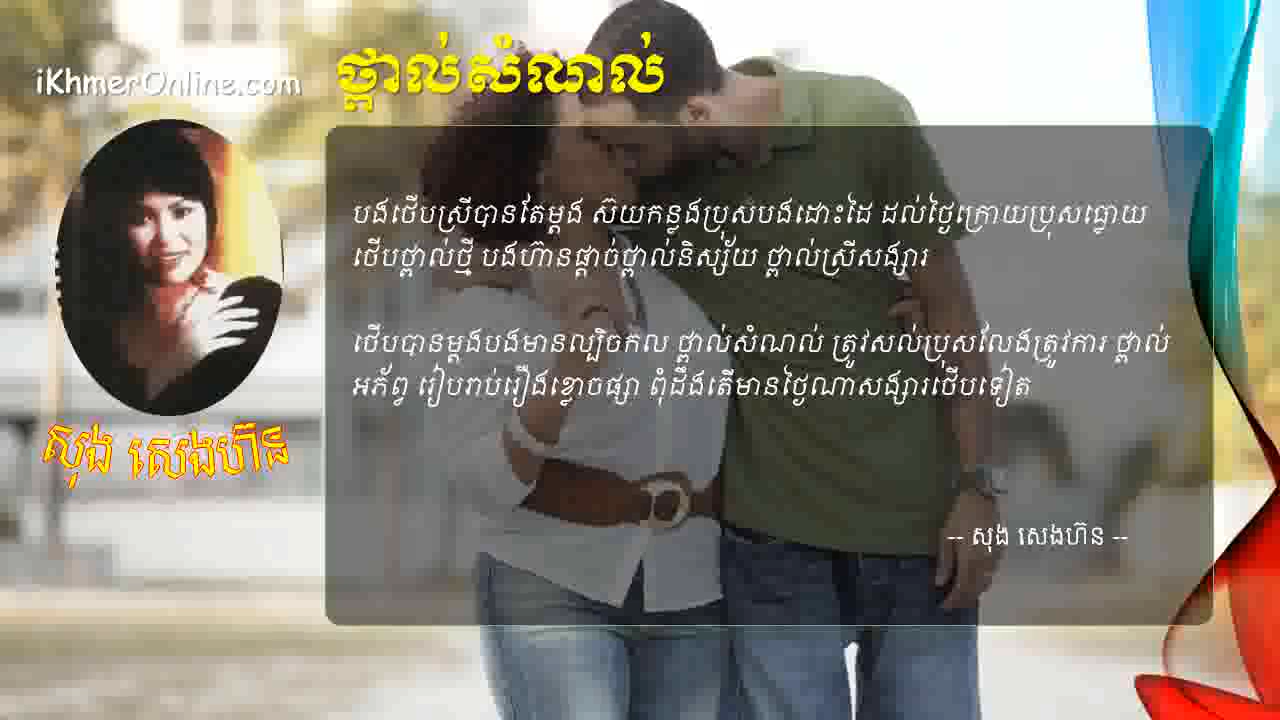 iKhmerOnline.com
ថ្ពាល់សំណល់
បងថើបស្រីបានតែម្ដង ស៊យកន្លងប្រុសបងដោះដៃ ដល់ថ្ងៃក្រោយប្រុសធ្លោយ
ថើបថ្ពាល់ថ្មី បងហ៊ានផ្ដាច់ថ្ពាល់និស្ស័យ ថ្ពាល់ស្រីសង្សារ
ថើបបានម្ដងបងមានល្បិចកល ថ្ពាល់សំណល់ ត្រូវសល់ប្រុសលែងត្រូវការ ថ្ពាល់
អភ័ព្វ រៀបរាប់រឿងខ្លោចផ្សា ពុំដឹងតើមានថ្ងៃណាសង្សារថើបទៀត
សុង សេងហ៊ន
-- សុង សេងហ៊ន --